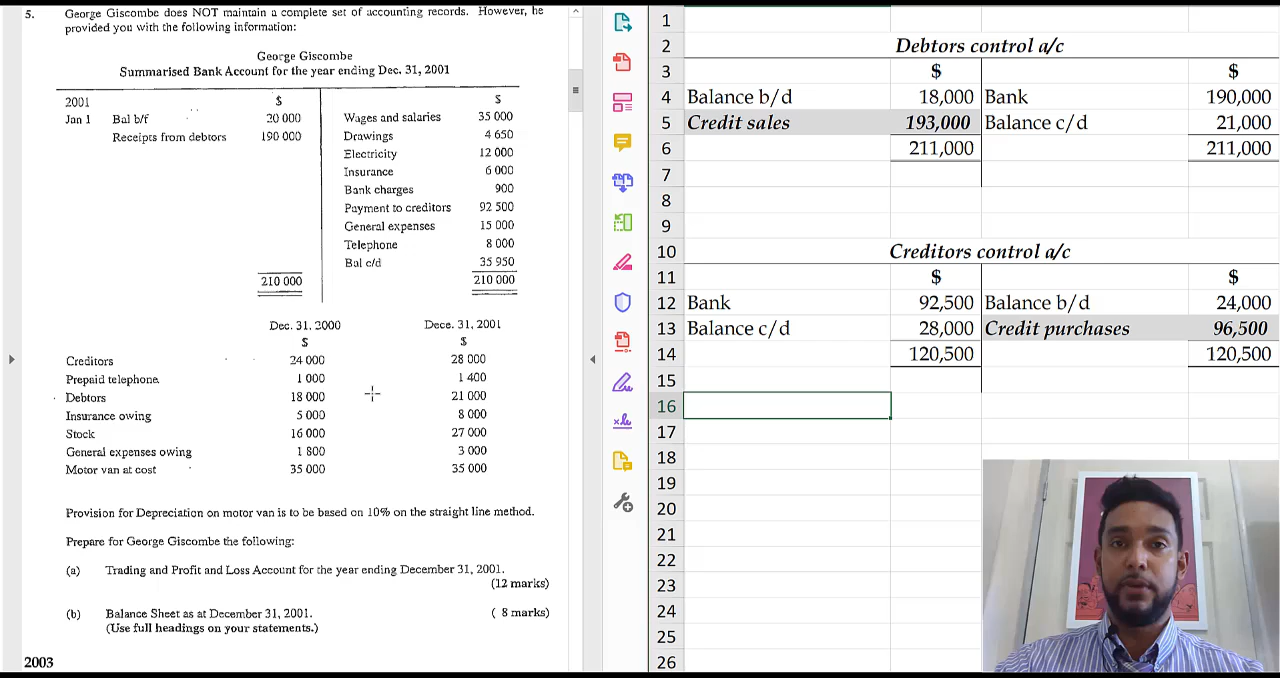 5. George Giscombe does NOT maintain a complete set of accounting records. However, he
provided you with the following information:
George Giscombe
Summarised Bank Account for the year ending Dec. 31, 2001
2001 $ $
Jan 1 Bal b/f 20 000 Wages and salaries 35 000
Receipts from debtors 190 000 Drawings 4 650
Electricity 12 000
Insurance 6 000
Bank charges 900
Payment to creditors 92 500
General expenses 15 000
Telephone 8 000
Bal c/d 35 950
210 000 210 000
Dec. 31, 2000 Dece. 31, 2001
$ $
Creditors 24 000 28 000
Prepaid telephone 1 000 1 400
Debtors 18 000 21 000
Insurance owing 5 000 8 000
Stock 16 000 27 000
General expenses owing 1 800 3 000
Motor van at cost 35 000 35 000
Provision for Depreciation on motor van is to be based on 10% on the straight line method.
Prepare for George Giscombe the following:
(a) Trading and Profit and Loss Account for the year ending December 31, 2001.
(12 marks)
(b) Balance Sheet as at December 31, 2001. ( 8 marks)
(Use full headings on your statements.)
2003
1
2 Debtors control a/c
3 $ $
4 Balance b/d 18,000 Bank 190,000
5 Credit sales 193,000 Balance c/d 21,000
6 211,000 211,000
7
8
9
10 Creditors control a/c
11 $ $
12 Bank 92,500 Balance b/d 24,000
13 Balance c/d 28,000 Credit purchases 96,500
14 120,500 120,500
15
16
17
18
19
20
21
22
23
24
25
26